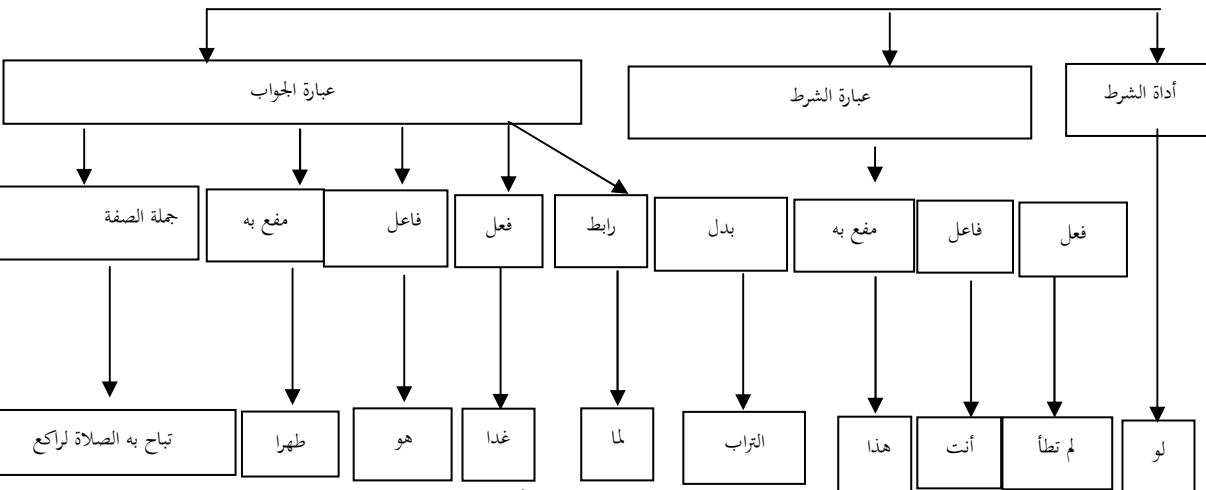 أداة الشرط
عبارة الشرط
عبارة الجواب
فعل
فاعل
مفع به
بدل
رابط
فعل
فاعل
مفع به
جملة الصفة
لو
لم تطأ
أنت
هذا
التراب
لما
غدا
هو
طهرا
تباح به الصلاة لراكع